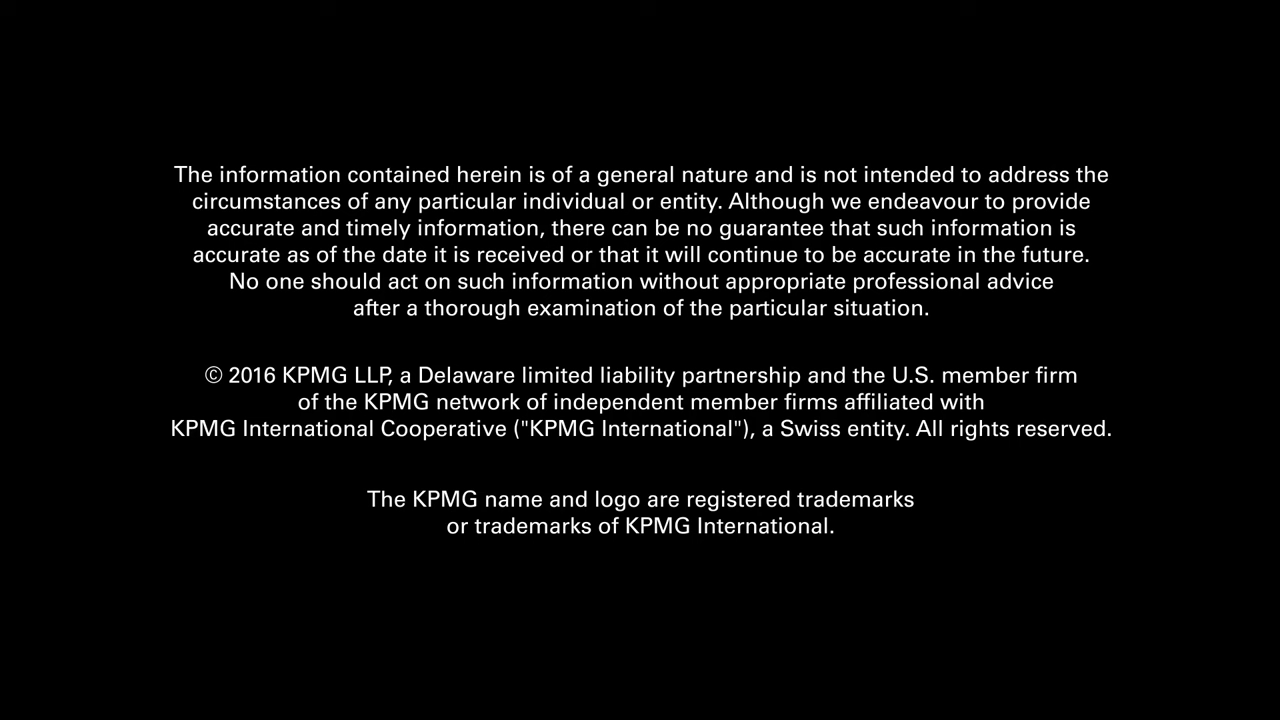 The information contained herein is of a general nature and is not intended to address the
circumstances of any particular individual or entity. Although we endeavour to provide
accurate and timely information, there can be no guarantee that such information is
accurate as of the date it is received or that it will continue to be accurate in the future.
No one should act on such information without appropriate professional advice
after a thorough examination of the particular situation.
© 2016 KPMG LLP, a Delaware limited liability partnership and the U.S. member firm
of the KPMG network of independent member firms affiliated with
KPMG International Cooperative ("KPMG International"), a Swiss entity. All rights reserved.
The KPMG name and logo are registered trademarks
or trademarks of KPMG International.